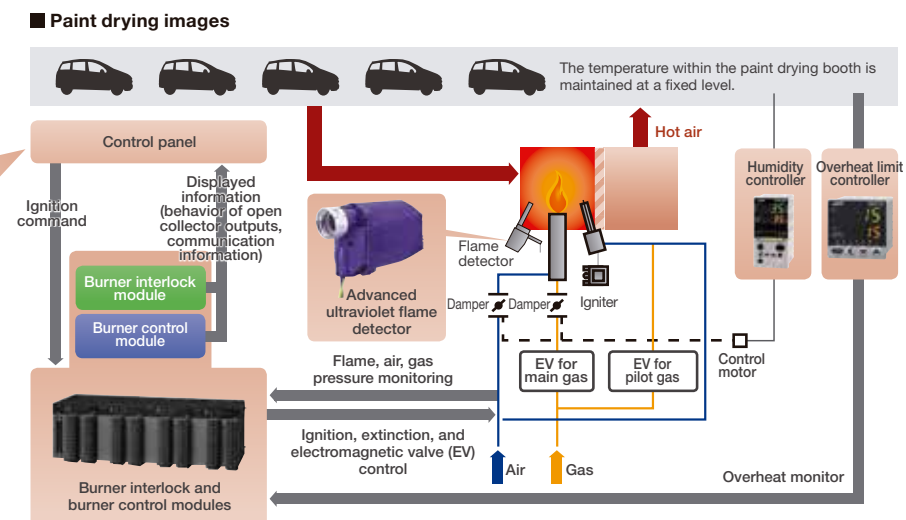 Paint drying images
The temperature within the paint drying booth is
maintained at a fixed level.
Control panel
Hot air
Humidity
controller
Overheat limit
controller
Ignition
command
Displayed
information
(behavior of open
collector outputs,
communication
information)
Flame
detector
Burner interlock
module
Burner control
module
Advanced
ultraviolet flame
detector
Damper
Damper
Igniter
Control
motor
EV for
main gas
EV for
pilot gas
Flame, air, gas
pressure monitoring
Ignition, extinction, and
electromagnetic valve (EV)
control
Air
Gas
Overheat monitor
Burner interlock and
burner control modules